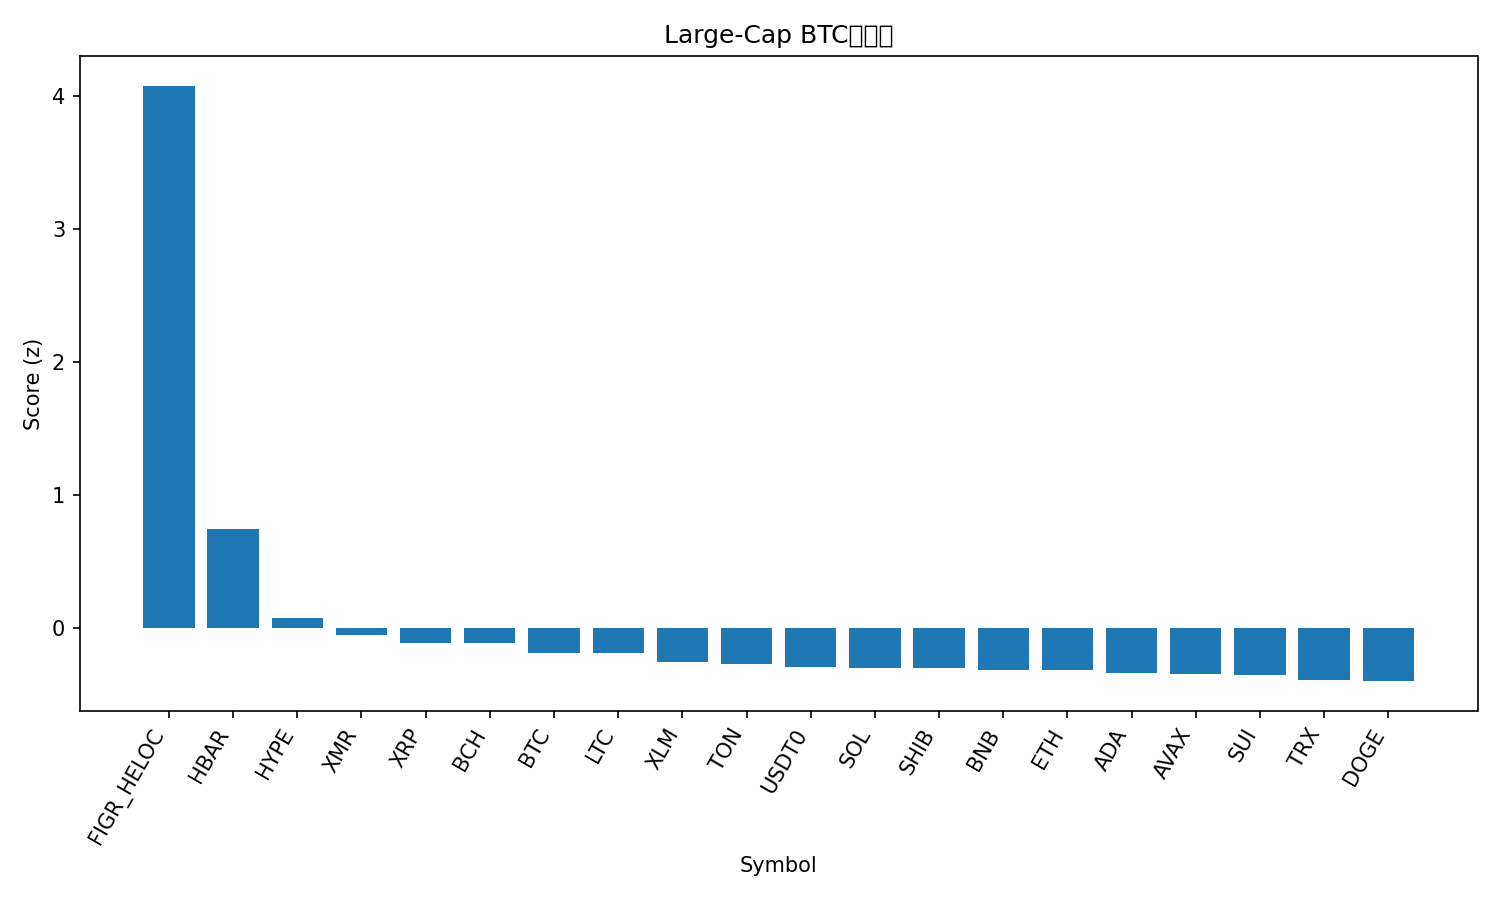 Large-Cap BTC
4
3
2
1
0
Score (z)
FIGR_HELOC
HBAR
HYPE
XMR
XRP
BCH
BTC
LTC
XLM
TON
USDT0
SOL
SHIB
BNB
ETH
ADA
AVAX
SUI
TRX
DOGE
Symbol